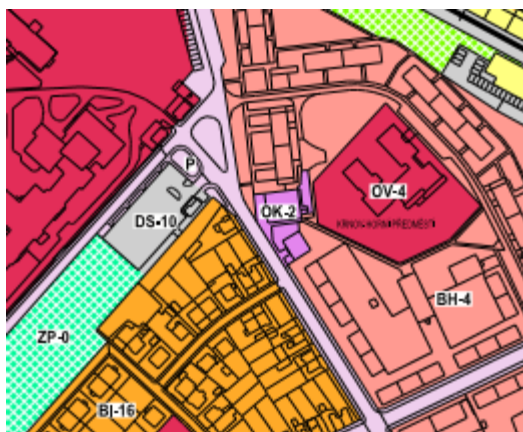 P
OV-4
DS-10
OK-2
KRNOV-HORNÍ PŘEDMĚSTÍ
BH-4
ZP-0
BI-16